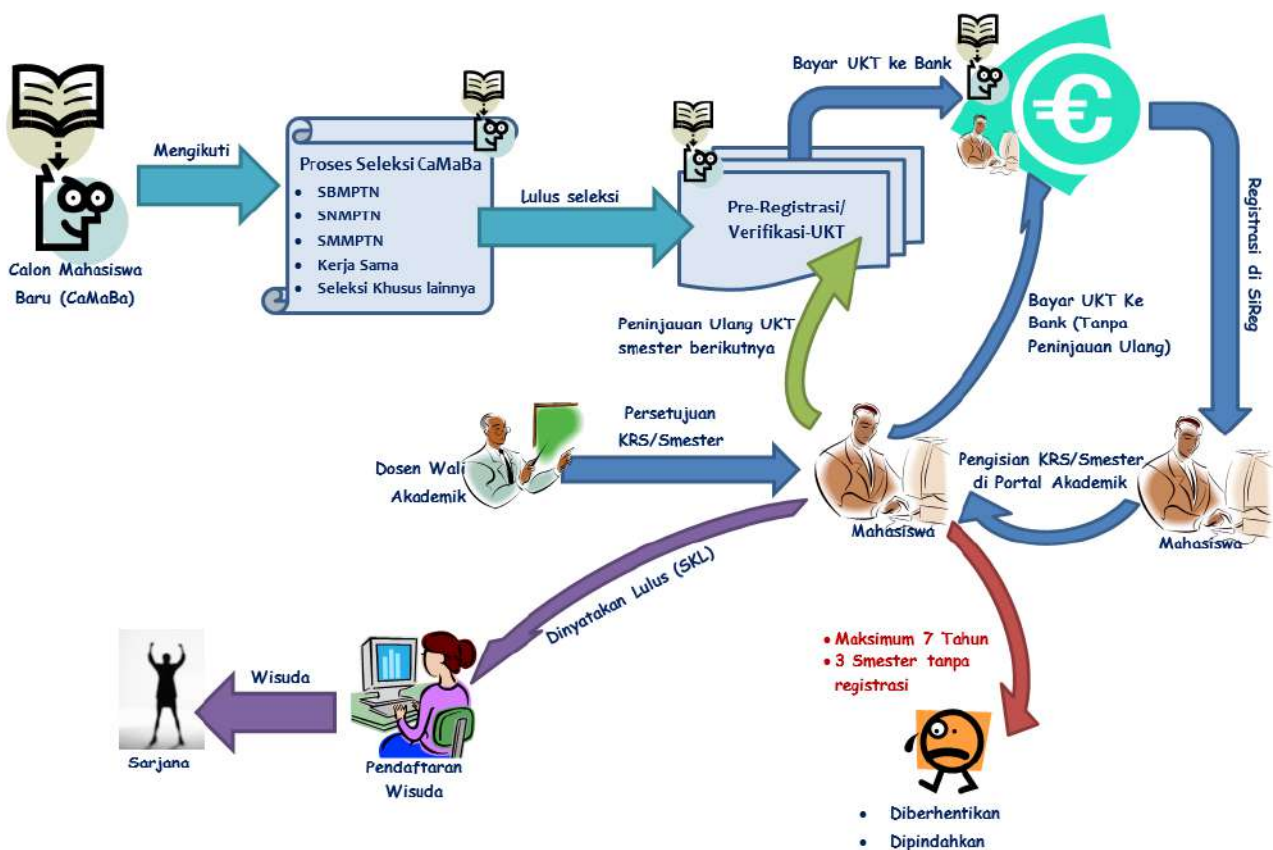 Calon Mahasiswa
Baru (CaMaBa)
Mengikuti
Proses Seleksi CaMaBa
• SBMPTN
• SNMPTN
• SMMPTN
• Kerja Sama
• Seleksi Khusus lainnya
Lulus seleksi
Pre-Registrasi/
Verifikasi-UKT
Bayar UKT ke Bank
€
Registrasi di SiReg
Peninjauan Ulang UKT
smester berikutnya
Bayar UKT Ke
Bank (Tanpa
Peninjauan Ulang)
Dosen Wali
Akademik
Persetujuan
KRS/Smester
Mahasiswa
Pengisian KRS/Smester
di Portal Akademik
Mahasiswa
Dinyatakan Lulus (SKL)
• Maksimum 7 Tahun
• 3 Smester tanpa
registrasi
Wisuda
Sarjana
Pendaftaran
Wisuda
• Diberhentikan
• Dipindahkan